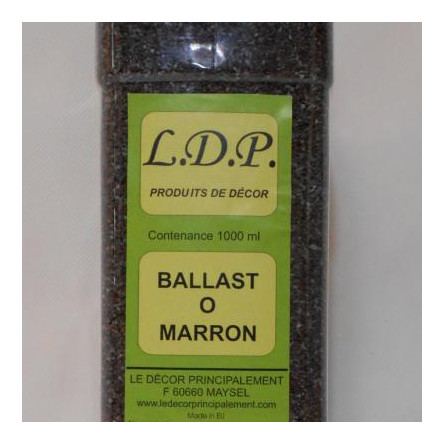 L.D.P.
PRODUITS DE DÉCOR
Contenance 1000 ml
BALLAST
O
MARRON
LE DÉCOR PRINCIPALEMENT
F 60660 MAYSEL
www.ledecorprincipalement.com
Made in EU